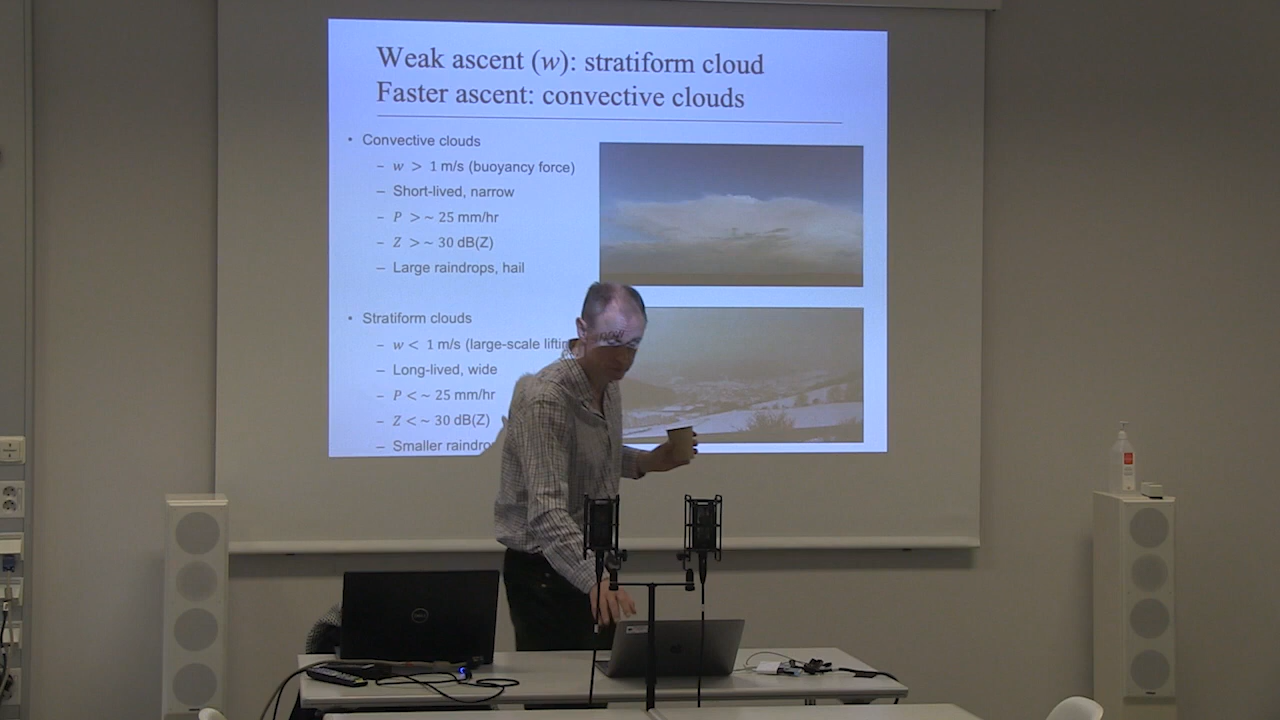 Weak ascent (w): stratiform cloud
Faster ascent: convective clouds
• Convective clouds
– w > 1 m/s (buoyancy force)
– Short-lived, narrow
– P >~ 25 mm/hr
– Z >~ 30 dB(Z)
– Large raindrops, hail
• Stratiform clouds
– w < 1 m/s (large-scale
– Long-lived, wide
– P <~ 25 mm/hr
– Z <~ 30 dB(Z)
– Smaller
DELL